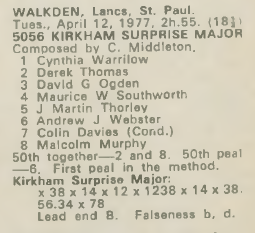 WALKDEN, Lancs, St. Paul.
Tues., April 12, 1977, 2h.55. (18¾)
5056 KIRKHAM SURPRISE MAJOR
Composed by C. Middleton.
1 Cynthia Warrilow
2 Derek Thomas
3 David G Ogden
4 Maurice W Southworth
5 J Martin Thorley
6 Andrew J Webster
7 Colin Davies (Cond.)
8 Malcolm Murphy
50th together—2 and 8. 50th peal
—6. First peal in the method.
Kirkham Surprise Major:
x 38 x 14 x 12 x 1238 x 14 x 38.
56.34 x 78
Lead end B. Falseness b, d.